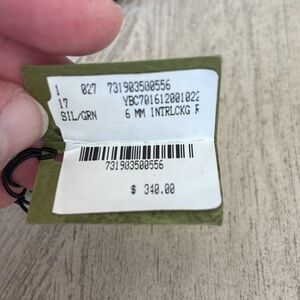 1 027 731903500556
17 YBC701612001022
SIL/GRN 6 MM INTRLCKG R
731903500556
$ 340.00